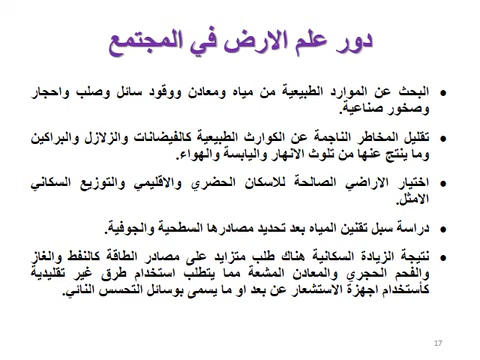 دور علم الارض في المجتمع
• البحث عن الموارد الطبيعية من مياه ومعادن ووقود سائل وصلب واحجار
وصخور صناعية.
• تقليل المخاطر الناجمة عن الكوارث الطبيعية كالفيضانات والزلازل والبراكين
وما ينتج عنها من تلوث الانهار واليابسة والهواء.
• اختيار الاراضي الصالحة للاسكان الحضري والاقليمي والتوزيع السكاني
الامثل.
• دراسة سبل تقنين المياه بعد تحديد مصادرها السطحية والجوفية.
• نتيجة الزيادة السكانية هناك طلب متزايد على مصادر الطاقة كالنفط والغاز
والفحم الحجري والمعادن المشعة مما يتطلب استخدام طرق غير تقليدية
كأستخدام اجهزة الاستشعار عن بعد او ما يسمى بوسائل التحسس النائي.
17